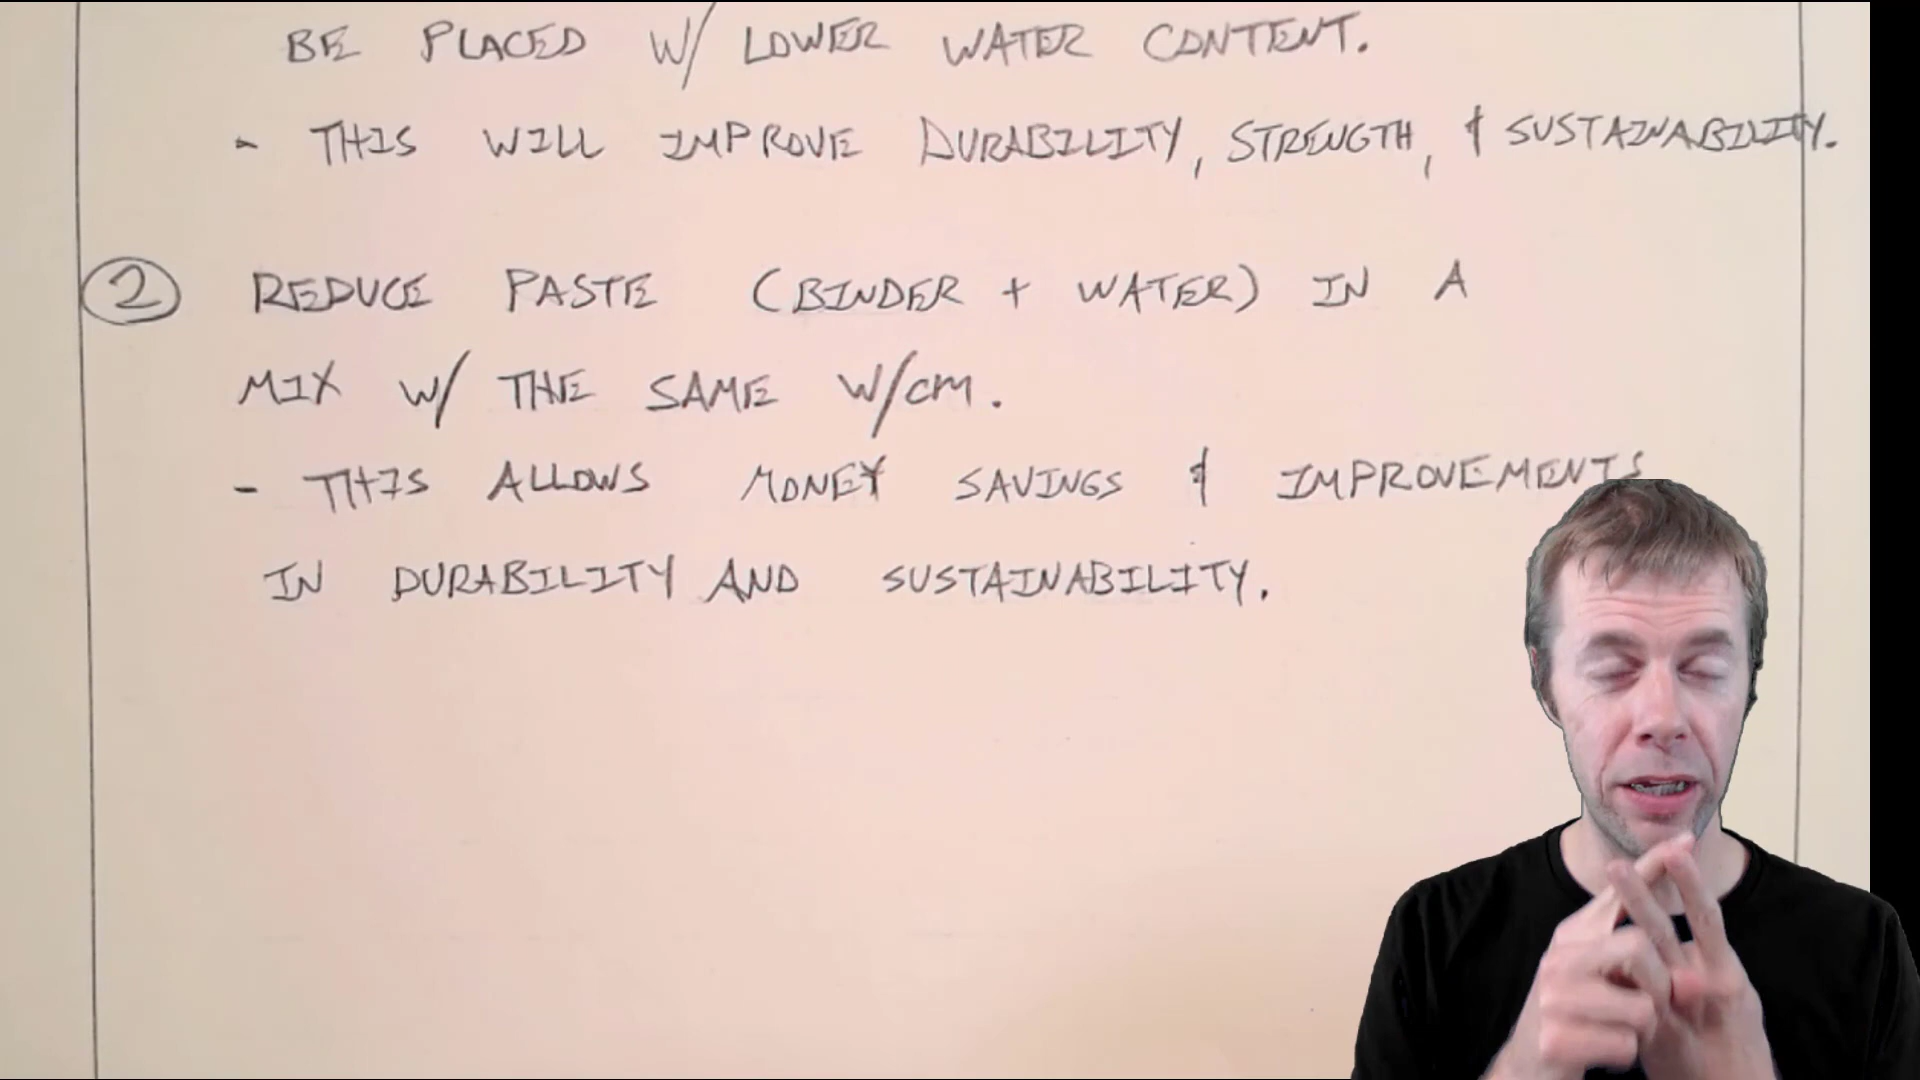 BE PLACED W/ LOWER WATER CONTENT.
- THIS WILL IMPROVE DURABILITY, STRENGTH, & SUSTAINABILITY.
2 REDUCE PASTE (BINDER + WATER) IN A
MIX W/ THE SAME W/CM.
- THIS ALLOWS MONEY SAVINGS & IMPROVEMENTS
IN DURABILITY AND SUSTAINABILITY.